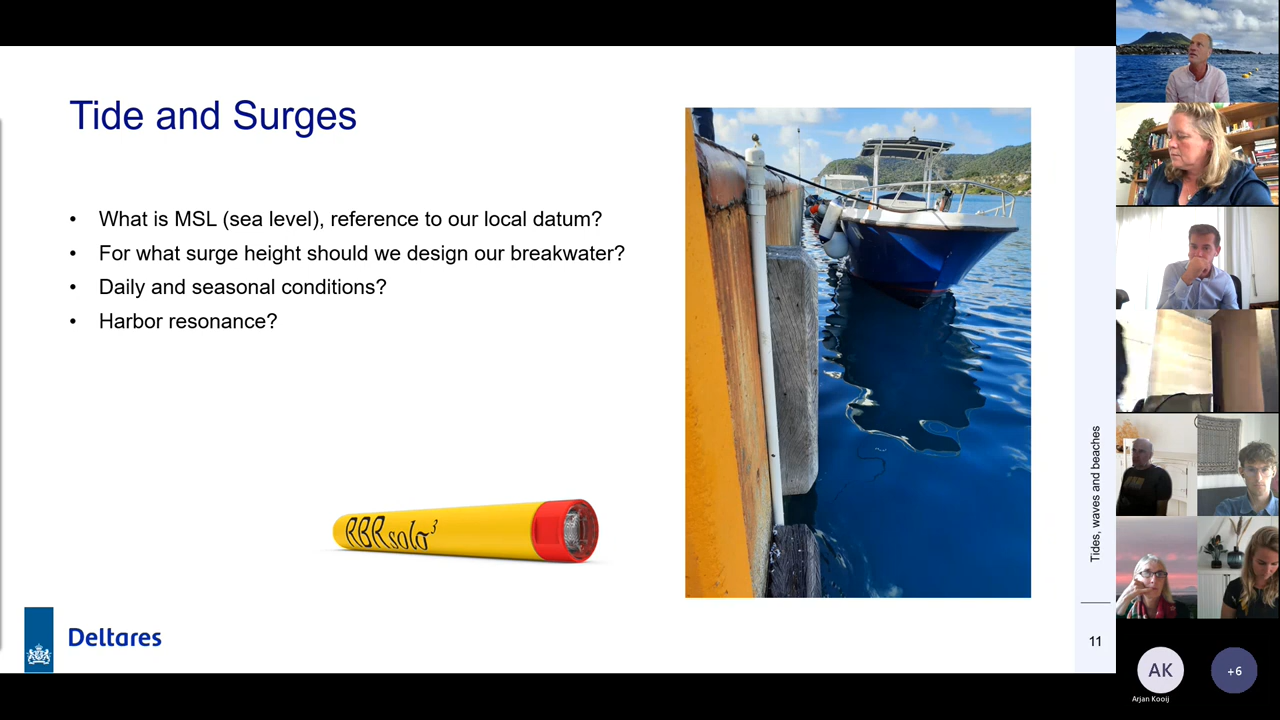 Tide and Surges
• What is MSL (sea level), reference to our local datum?
• For what surge height should we design our breakwater?
• Daily and seasonal conditions?
• Harbor resonance?
RBRsolo³
Deltares
Tides, waves and beaches
11
AK
+6
Arjan Kooij